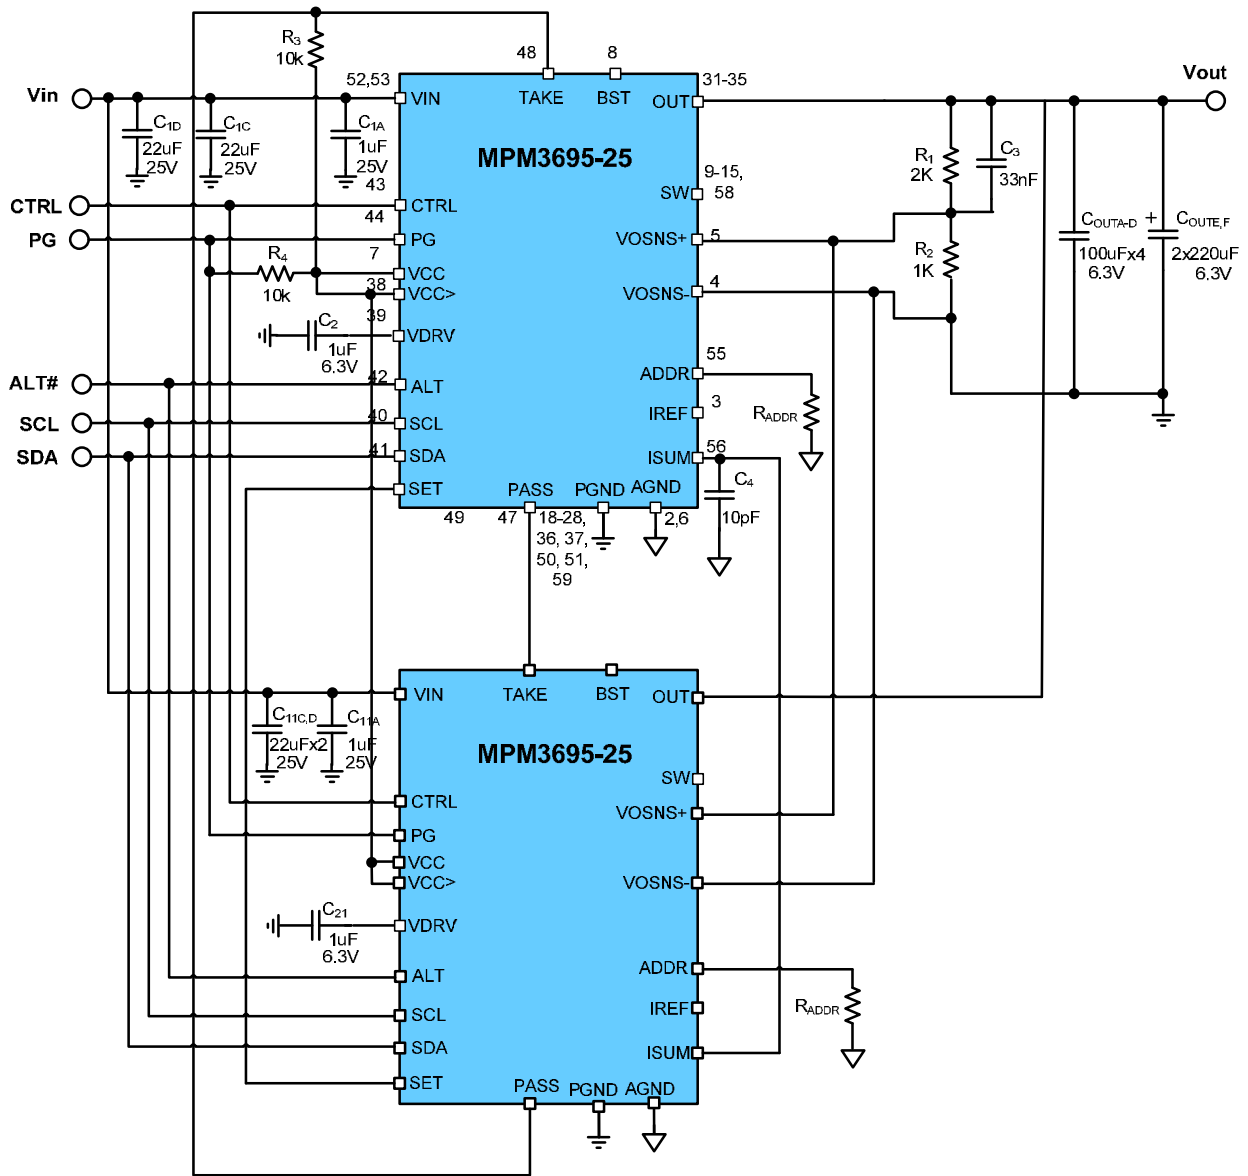 R3
10k
48
8
52,53
31-35
Vin
VIN
TAKE
BST
OUT
Vout
C1D
22uF
25V
C1C
22uF
25V
C1A
1uF
25V
MPM3695-25
R1
2K
C3
33nF
43
9-15,
58
SW
CTRL
CTRL
44
PG
PG
7
VOSNS+
5
R2
1K
COUTA-D
100uFx4
6.3V
+
COUTE,F
2x220uF
6.3V
R4
10k
VCC
38
VCC>
VOSNS-
4
39
C2
1uF
6.3V
VDRV
55
ALT#
42
ALT
ADDR
RADDR
SCL
40
SCL
IREF
3
SDA
41
SDA
ISUM
56
SET
PASS
PGND
AGND
C4
10pF
49
47
18-28,
36, 37,
50, 51,
59
2,6
VIN
TAKE
BST
OUT
C11C,D
22uFx2
25V
C11A
1uF
25V
MPM3695-25
SW
CTRL
VOSNS+
PG
VCC
VCC>
VOSNS-
C21
1uF
6.3V
VDRV
ALT
ADDR
RADDR
SCL
IREF
SDA
ISUM
SET
PASS
PGND
AGND